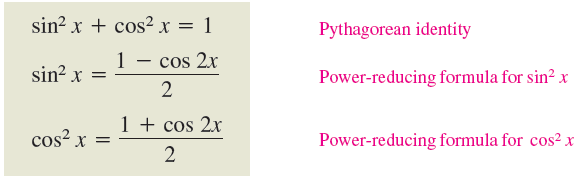 sin² x + cos² x = 1 Pythagorean identity
sin² x = (1 − cos 2x)/2 Power-reducing formula for sin² x
cos² x = (1 + cos 2x)/2 Power-reducing formula for cos² x